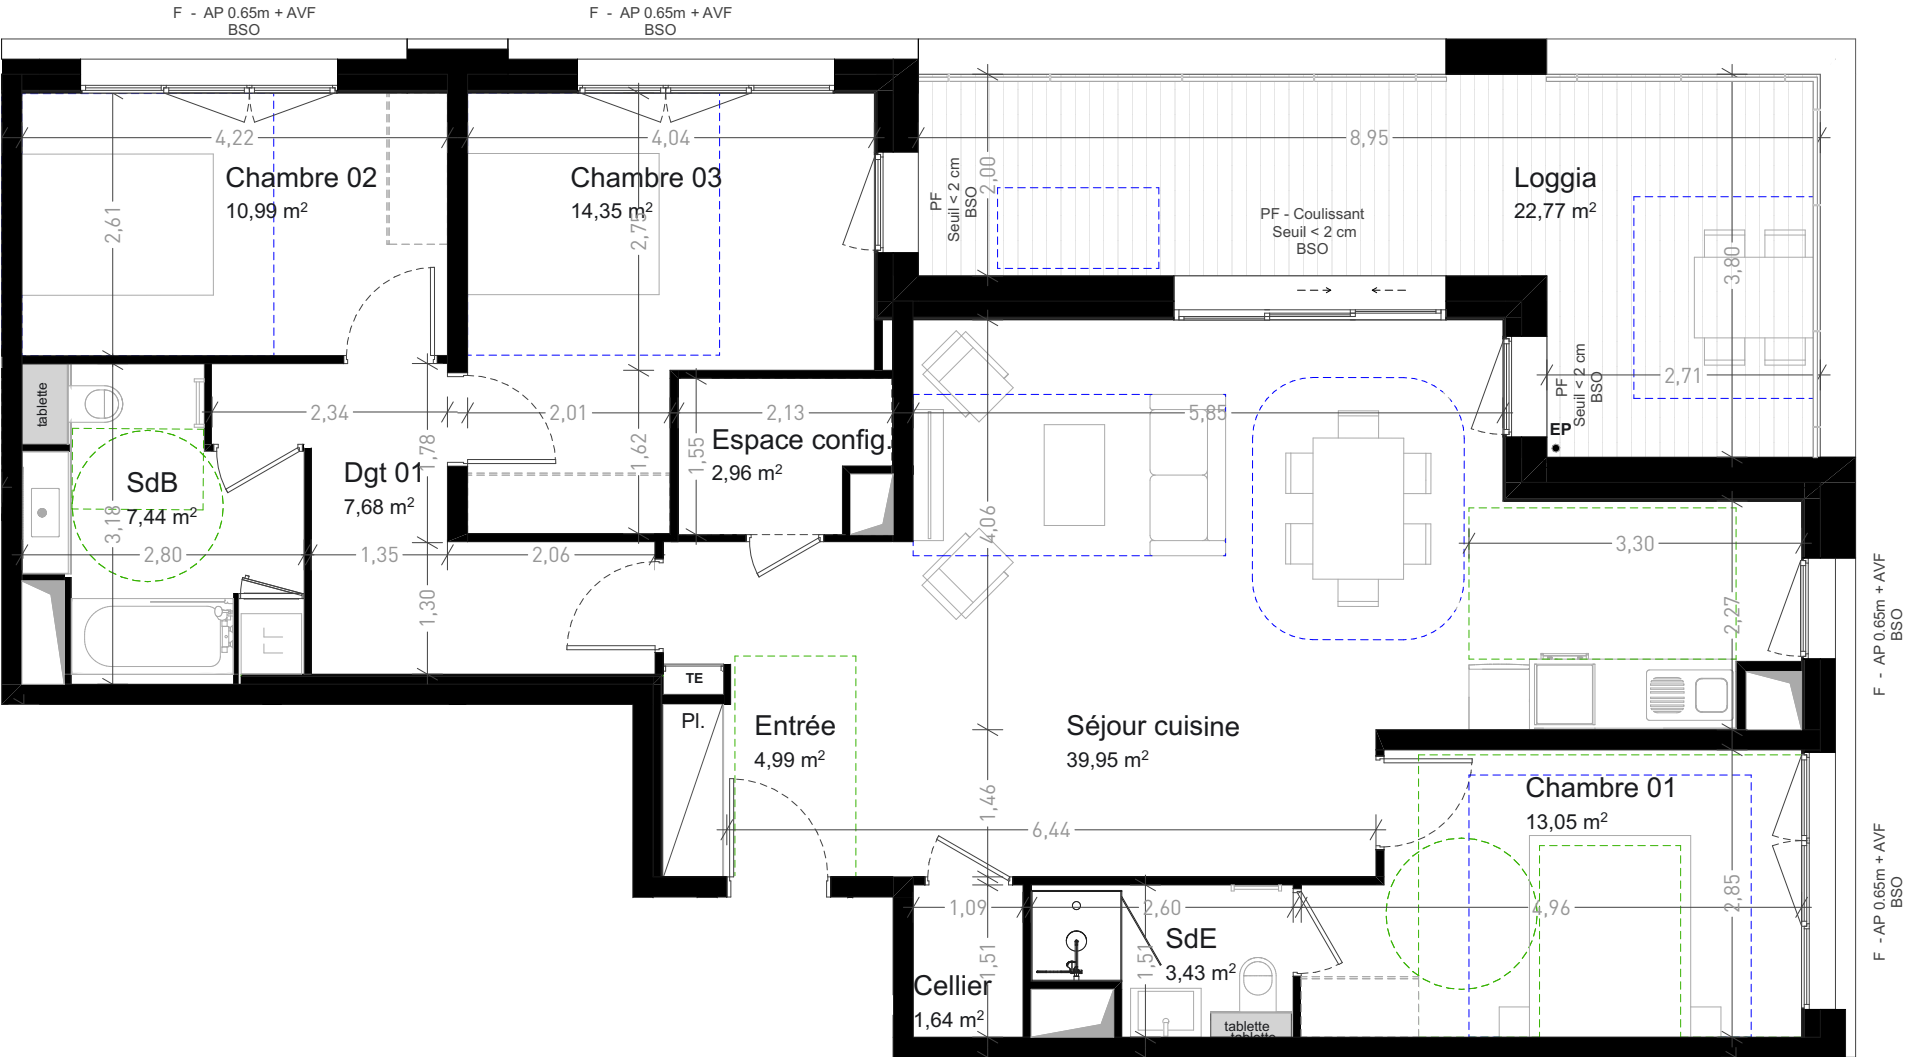 F - AP 0.65m + AVF
BSO
F - AP 0.65m + AVF
BSO
4,22
4,04
8,95
Chambre 02
10,99 m²
2,61
Chambre 03
14,35 m²
2,75
PF
Seuil < 2 cm
BSO
2,00
PF - Coulissant
Seuil < 2 cm
BSO
Loggia
22,77 m²
3,80
2,71
PF
Seuil < 2 cm
BSO
EP
tablette
2,34
2,01
2,13
5,85
Espace config.
2,96 m²
1,55
1,62
1,78
Dgt 01
7,68 m²
SdB
7,44 m²
3,18
2,80
1,35
2,06
1,30
4,06
3,30
2,27
F - AP 0.65m + AVF
BSO
TE
Pl.
Entrée
4,99 m²
Séjour cuisine
39,95 m²
1,46
6,44
Chambre 01
13,05 m²
2,85
4,96
F - AP 0.65m + AVF
BSO
1,09
2,60
1,51
1,51
SdE
3,43 m²
Cellier
1,64 m²
tablette
tablette